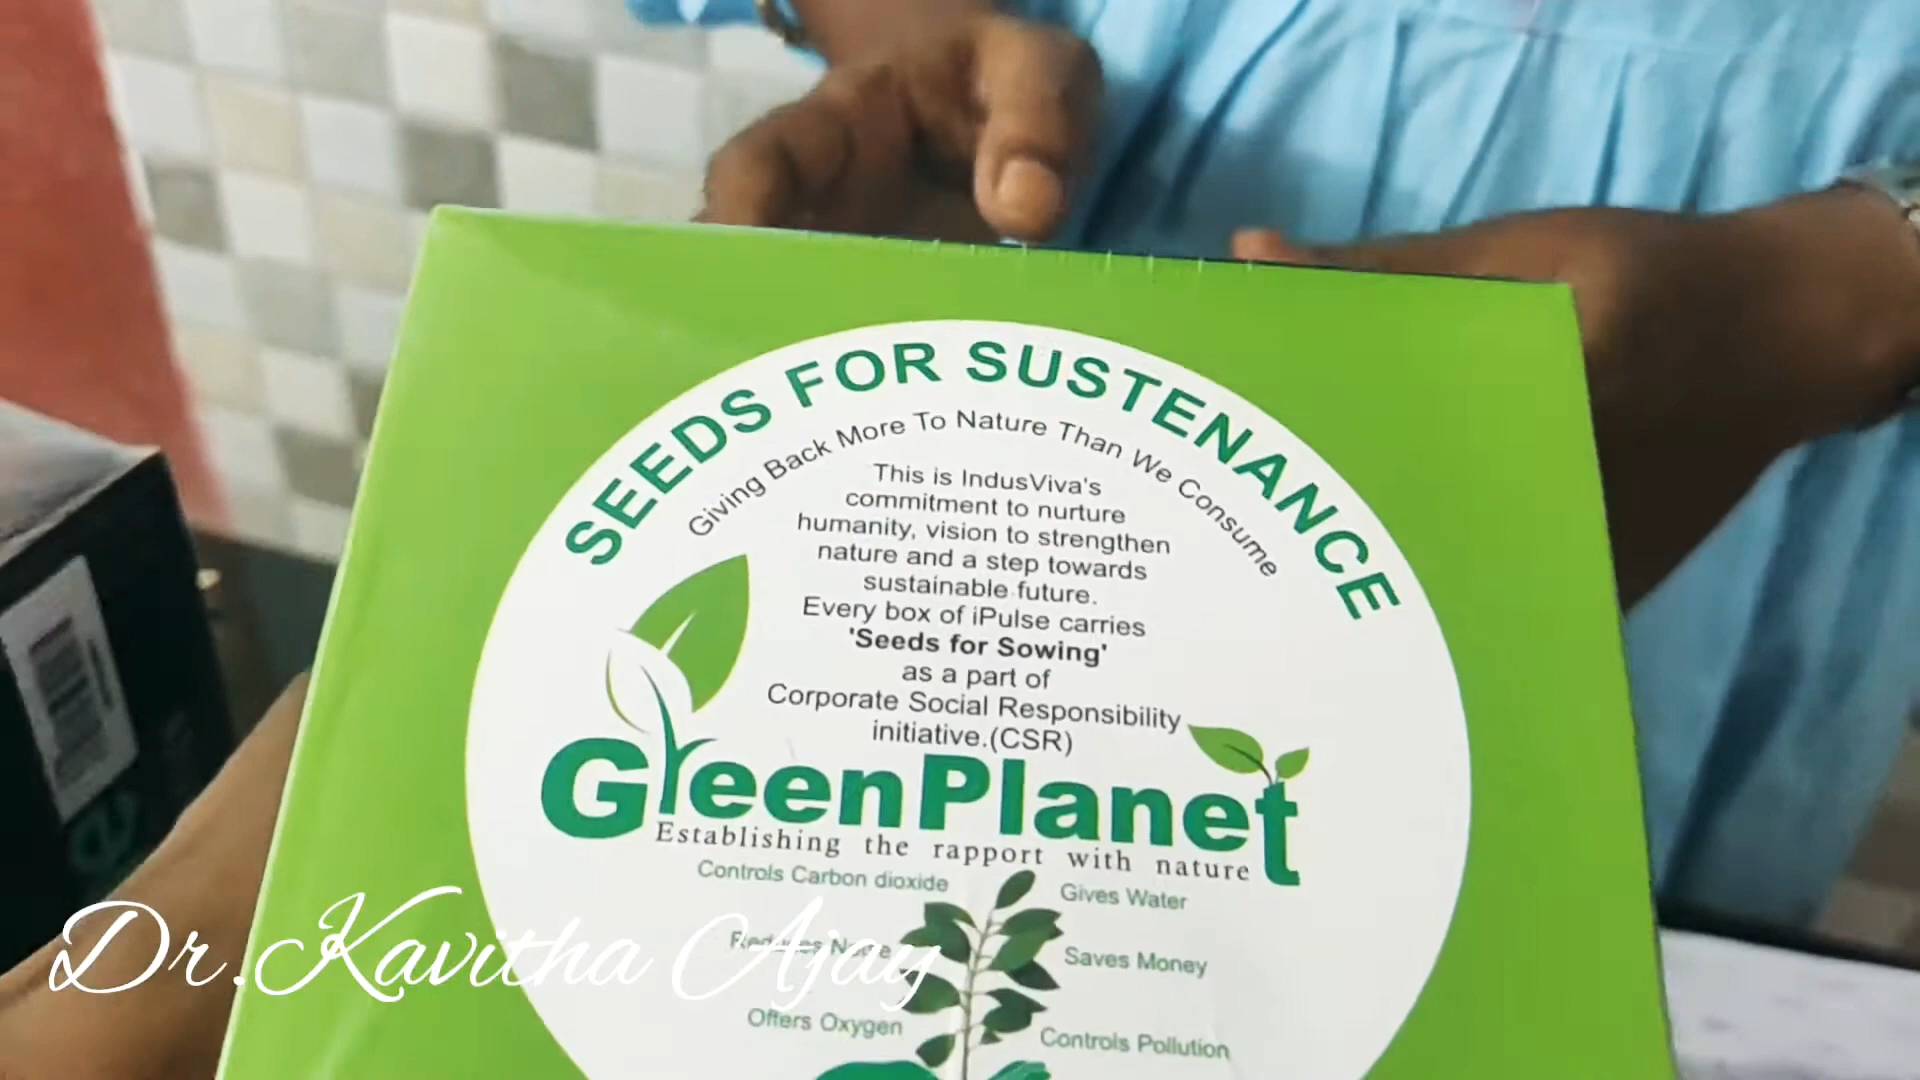 SEEDS FOR SUSTENANCE
Giving Back More To Nature Than We Consume
This is IndusViva's
commitment to nurture
humanity, vision to strengthen
nature and a step towards
sustainable future.
Every box of iPulse carries
'Seeds for Sowing'
as a part of
Corporate Social Responsibility
initiative.(CSR)
GreenPlanet
Establishing the rapport with nature
Controls Carbon dioxide
Gives Water
Reduces Noise
Saves Money
Offers Oxygen
Controls Pollution
Dr.Kavitha Ajay